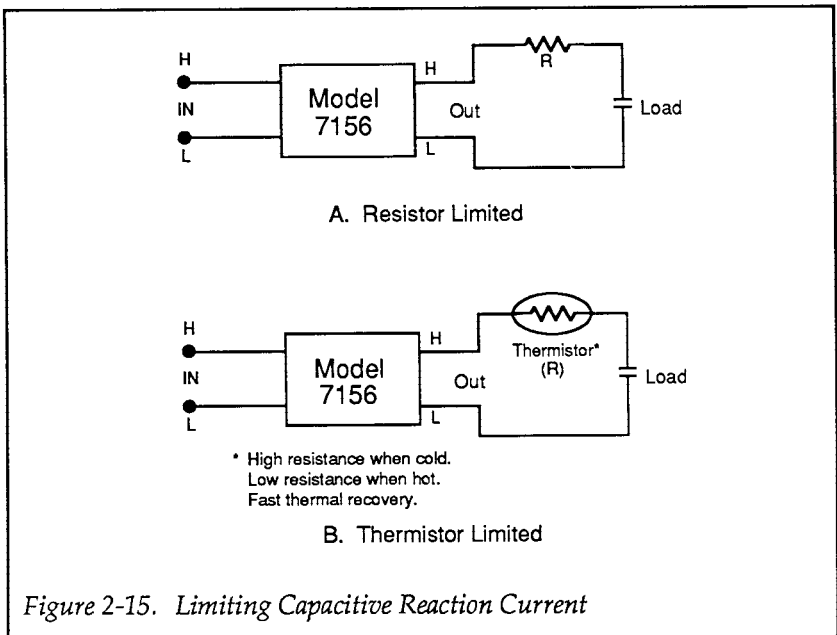 H
IN
L
Model
7156
H
Out
L
R
Load
A. Resistor Limited
H
IN
L
Model
7156
H
Out
L
Thermistor*
(R)
Load
* High resistance when cold.
Low resistance when hot.
Fast thermal recovery.
B. Thermistor Limited
Figure 2-15. Limiting Capacitive Reaction Current